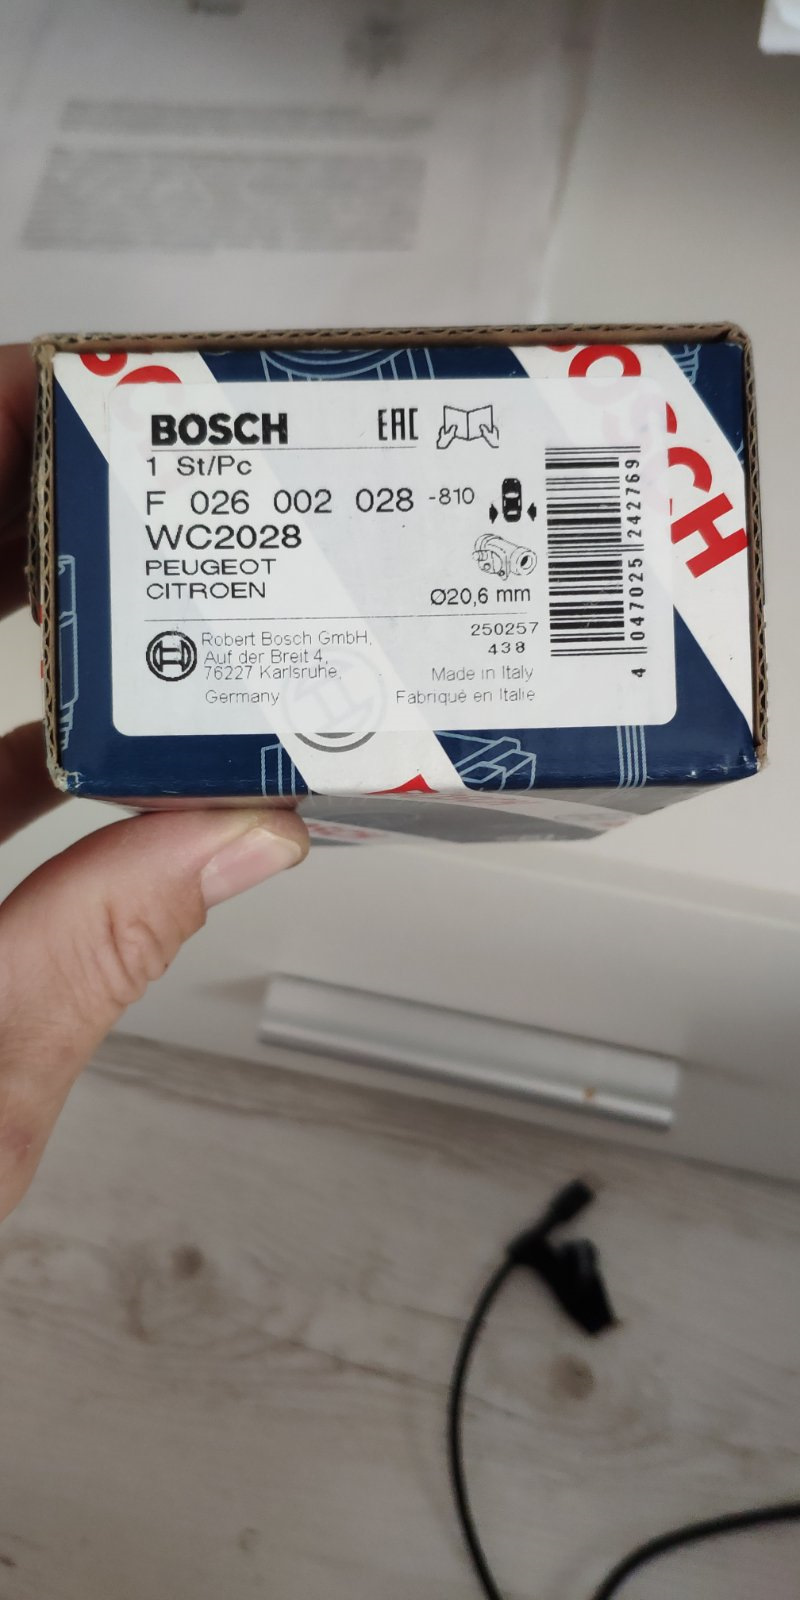 BOSCH
EAC
1 St/Pc
F 026 002 028 -810
WC2028
PEUGEOT
CITROEN
Ø20,6 mm
Robert Bosch GmbH,
Auf der Breit 4,
76227 Karlsruhe,
Germany
250257
438
Made in Italy
Fabriqué en Italie
4 047025 242769
OSCH